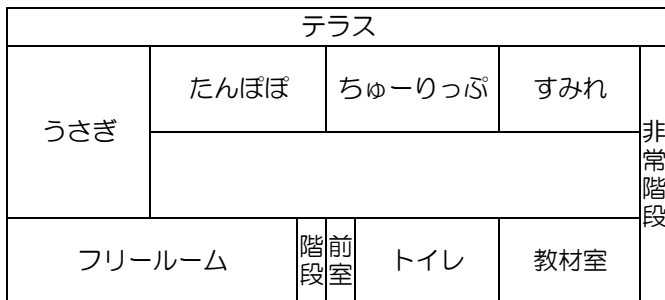 テラス
うさぎ
たんぽぽ
ちゅーりっぷ
すみれ
非常階段
フリールーム
階段
前室
トイレ
教材室